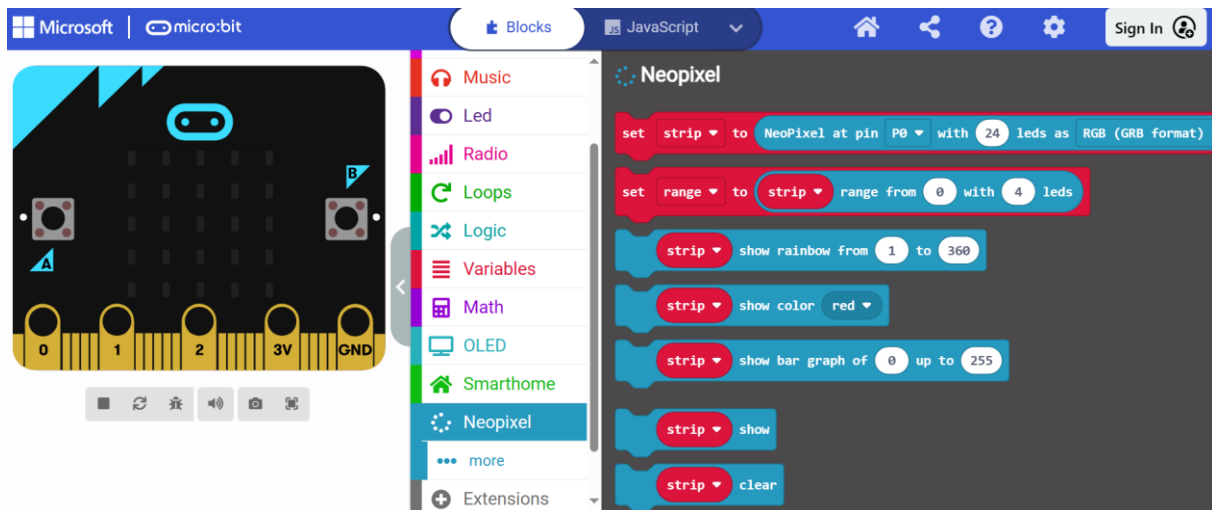 Microsoft micro:bit Blocks JS JavaScript Sign In
Music
Led
Radio
Loops
Logic
Variables
Math
OLED
Smarthome
Neopixel
more
Extensions
B
A
0 1 2 3V GND
Neopixel
set strip to NeoPixel at pin P0 with 24 leds as RGB (GRB format)
set range to strip range from 0 with 4 leds
strip show rainbow from 1 to 360
strip show color red
strip show bar graph of 0 up to 255
strip show
strip clear